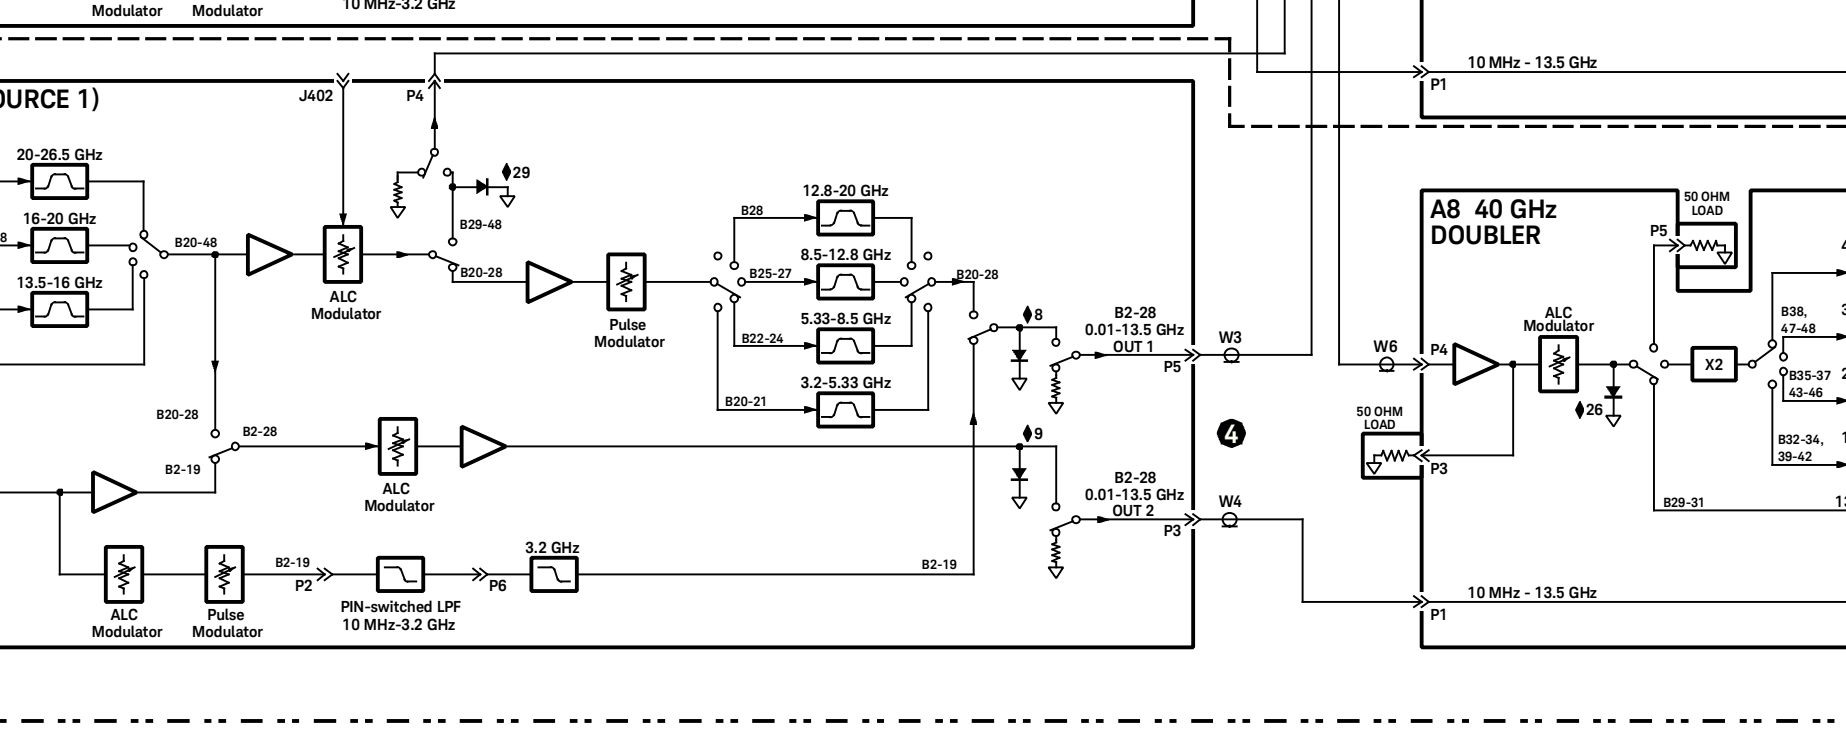 Modulator
Modulator
10 MHz-3.2 GHz
10 MHz - 13.5 GHz
P1
OURCE 1)
J402
P4
20-26.5 GHz
29
16-20 GHz
8
B20-48
B29-48
13.5-16 GHz
ALC
Modulator
B20-28
Pulse
Modulator
12.8-20 GHz
B28
8.5-12.8 GHz
B25-27
B20-28
5.33-8.5 GHz
B22-24
3.2-5.33 GHz
B20-21
8
B2-28
0.01-13.5 GHz
OUT 1
P5
W3
A8 40 GHz
DOUBLER
50 OHM
LOAD
P5
ALC
Modulator
W6
P4
X2
B38,
47-48
B35-37
43-46
B32-34,
39-42
26
50 OHM
LOAD
P3
B29-31
4
B20-28
B2-28
B2-19
ALC
Modulator
9
B2-28
0.01-13.5 GHz
OUT 2
P3
W4
ALC
Modulator
Pulse
Modulator
B2-19
P2
PIN-switched LPF
10 MHz-3.2 GHz
P6
3.2 GHz
B2-19
10 MHz - 13.5 GHz
P1